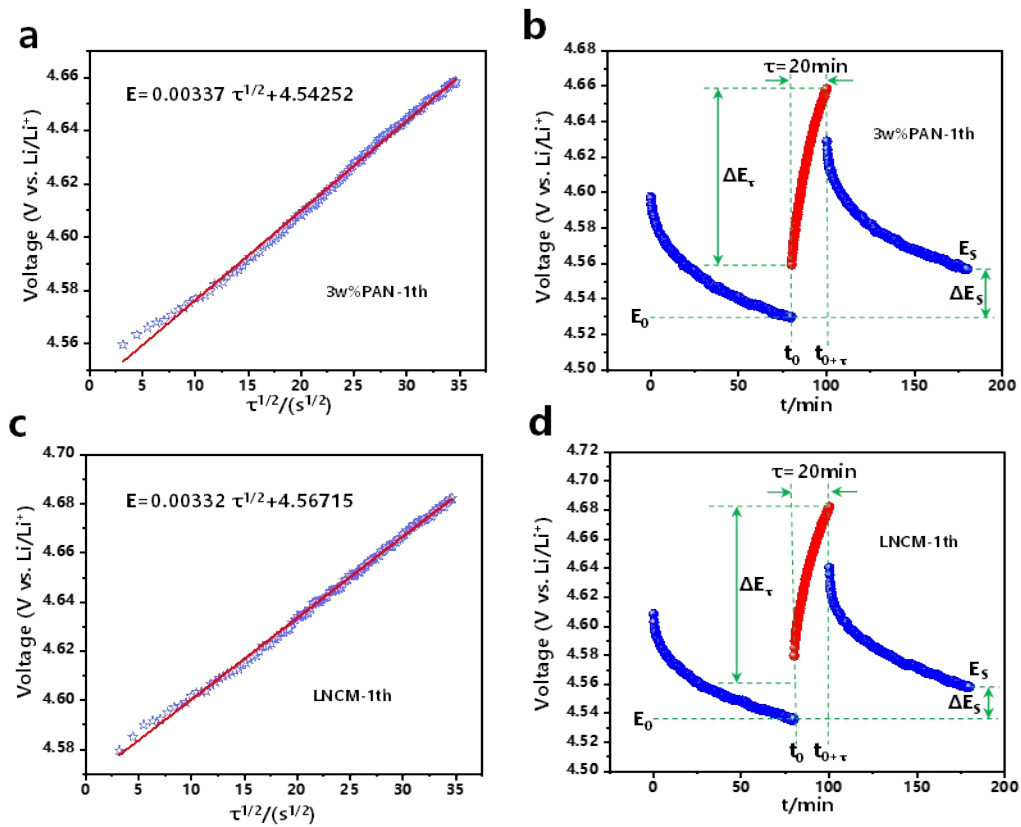 a
E=0.00337 τ^1/2+4.54252
3w%PAN-1th
Voltage (V vs. Li/Li⁺)
4.66
4.64
4.62
4.60
4.58
4.56
0 5 10 15 20 25 30 35
τ^1/2/(s^1/2)
b
τ=20min
3w%PAN-1th
ΔEτ
E₀
Eₛ
ΔEₛ
t₀ t₀₊τ
Voltage (V vs. Li/Li⁺)
4.68
4.66
4.64
4.62
4.60
4.58
4.56
4.54
4.52
4.50
0 50 100 150 200
t/min
c
E=0.00332 τ^1/2+4.56715
LNCM-1th
Voltage (V vs. Li/Li⁺)
4.70
4.68
4.66
4.64
4.62
4.60
4.58
0 5 10 15 20 25 30 35
τ^1/2/(s^1/2)
d
τ=20min
LNCM-1th
ΔEτ
E₀
Eₛ
ΔEₛ
t₀ t₀₊τ
Voltage (V vs. Li/Li⁺)
4.72
4.70
4.68
4.66
4.64
4.62
4.60
4.58
4.56
4.54
4.52
4.50
0 50 100 150 200
t/min